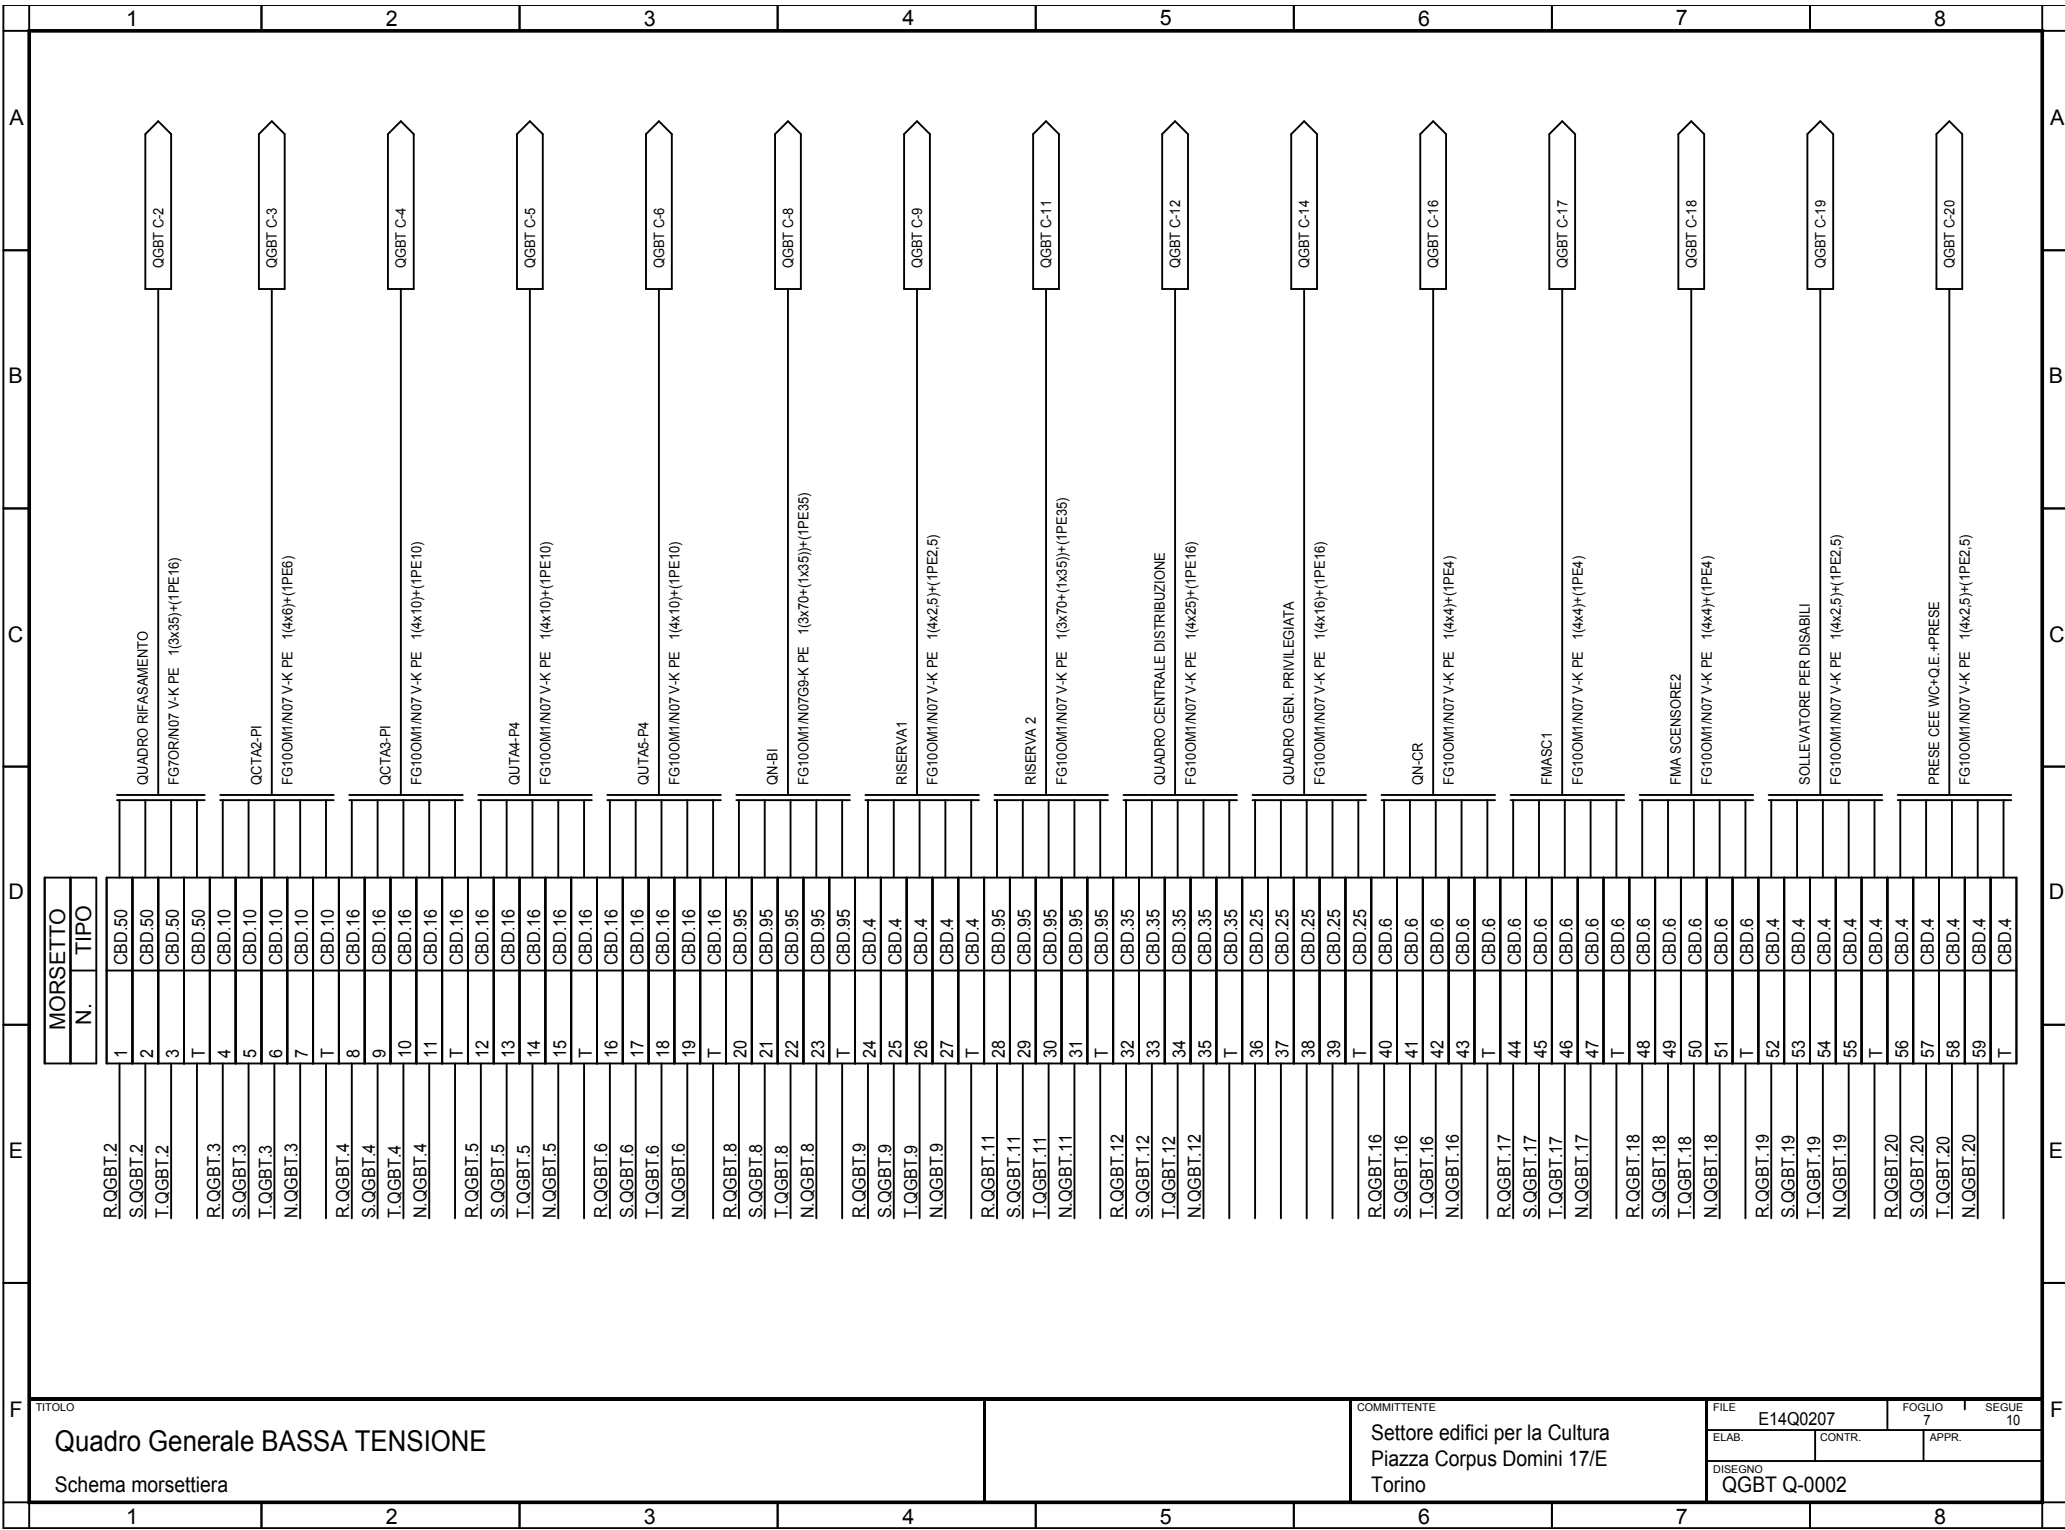 1 2 3 4 5 6 7 8
A A
B B
C C
D D
E E
F F
QGBT C-2
QGBT C-3
QGBT C-4
QGBT C-5
QGBT C-6
QGBT C-8
QGBT C-9
QGBT C-11
QGBT C-12
QGBT C-14
QGBT C-16
QGBT C-17
QGBT C-18
QGBT C-19
QGBT C-20
QUADRO RIFASAMENTO
FG7OR/N07 V-K PE 1(3x35)+(1PE16)
QCTA2-PI
FG10OM1/N07 V-K PE 1(4x6)+(1PE6)
QCTA3-PI
FG10OM1/N07 V-K PE 1(4x10)+(1PE10)
QUTA4-P4
FG10OM1/N07 V-K PE 1(4x10)+(1PE10)
QUTA5-P4
FG10OM1/N07 V-K PE 1(4x10)+(1PE10)
QN-BI
FG10OM1/N07G9-K PE 1(3x70+(1x35))+(1PE35)
RISERVA1
FG10OM1/N07 V-K PE 1(4x2,5)+(1PE2,5)
RISERVA 2
FG10OM1/N07 V-K PE 1(3x70+(1x35))+(1PE35)
QUADRO CENTRALE DISTRIBUZIONE
FG10OM1/N07 V-K PE 1(4x25)+(1PE16)
QUADRO GEN. PRIVILEGIATA
FG10OM1/N07 V-K PE 1(4x16)+(1PE16)
QN-CR
FG10OM1/N07 V-K PE 1(4x4)+(1PE4)
FMASC1
FG10OM1/N07 V-K PE 1(4x4)+(1PE4)
FMA SCENSORE2
FG10OM1/N07 V-K PE 1(4x4)+(1PE4)
SOLLEVATORE PER DISABILI
FG10OM1/N07 V-K PE 1(4x2,5)+(1PE2,5)
PRESE CEE WC+Q.E.+PRESE
FG10OM1/N07 V-K PE 1(4x2,5)+(1PE2,5)
MORSETTO
TIPO
CBD.50 CBD.50 CBD.50 CBD.50 CBD.10 CBD.10 CBD.10 CBD.10 CBD.10 CBD.16 CBD.16 CBD.16 CBD.16 CBD.16 CBD.16 CBD.16 CBD.16 CBD.16 CBD.16 CBD.16 CBD.16 CBD.16 CBD.16 CBD.16 CBD.95 CBD.95 CBD.95 CBD.95 CBD.95 CBD.4 CBD.4 CBD.4 CBD.4 CBD.4 CBD.95 CBD.95 CBD.95 CBD.95 CBD.95 CBD.35 CBD.35 CBD.35 CBD.35 CBD.35 CBD.25 CBD.25 CBD.25 CBD.25 CBD.25 CBD.6 CBD.6 CBD.6 CBD.6 CBD.6 CBD.6 CBD.6 CBD.6 CBD.6 CBD.6 CBD.6 CBD.6 CBD.6 CBD.6 CBD.6 CBD.4 CBD.4 CBD.4 CBD.4 CBD.4 CBD.4 CBD.4 CBD.4 CBD.4 CBD.4
N.
1 2 3 T 4 5 6 7 T 8 9 10 11 T 12 13 14 15 T 16 17 18 19 T 20 21 22 23 T 24 25 26 27 T 28 29 30 31 T 32 33 34 35 T 36 37 38 39 T 40 41 42 43 T 44 45 46 47 T 48 49 50 51 T 52 53 54 55 T 56 57 58 59 T
R.QGBT.2 S.QGBT.2 T.QGBT.2
R.QGBT.3 S.QGBT.3 T.QGBT.3 N.QGBT.3
R.QGBT.4 S.QGBT.4 T.QGBT.4 N.QGBT.4
R.QGBT.5 S.QGBT.5 T.QGBT.5 N.QGBT.5
R.QGBT.6 S.QGBT.6 T.QGBT.6 N.QGBT.6
R.QGBT.8 S.QGBT.8 T.QGBT.8 N.QGBT.8
R.QGBT.9 S.QGBT.9 T.QGBT.9 N.QGBT.9
R.QGBT.11 S.QGBT.11 T.QGBT.11 N.QGBT.11
R.QGBT.12 S.QGBT.12 T.QGBT.12 N.QGBT.12
R.QGBT.16 S.QGBT.16 T.QGBT.16 N.QGBT.16
R.QGBT.17 S.QGBT.17 T.QGBT.17 N.QGBT.17
R.QGBT.18 S.QGBT.18 T.QGBT.18 N.QGBT.18
R.QGBT.19 S.QGBT.19 T.QGBT.19 N.QGBT.19
R.QGBT.20 S.QGBT.20 T.QGBT.20 N.QGBT.20
TITOLO
Quadro Generale BASSA TENSIONE
Schema morsettiera
COMMITTENTE
Settore edifici per la Cultura
Piazza Corpus Domini 17/E
Torino
FILE
E14Q0207
FOGLIO
7
SEGUE
10
ELAB. CONTR. APPR.
DISEGNO
QGBT Q-0002
1 2 3 4 5 6 7 8